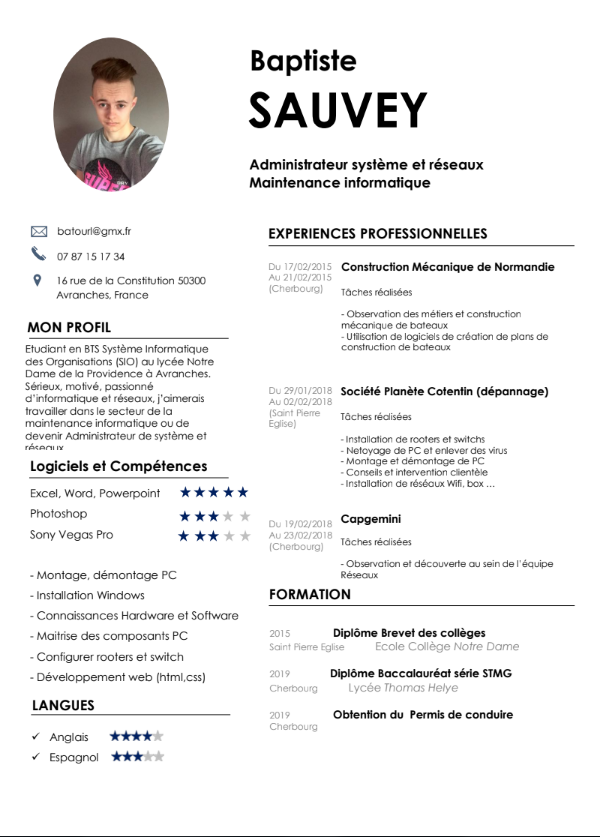 Baptiste
SAUVEY
Administrateur système et réseaux
Maintenance informatique
batourl@gmx.fr
07 87 15 17 34
16 rue de la Constitution 50300
Avranches, France
MON PROFIL
Etudiant en BTS Système Informatique
des Organisations (SIO) au lycée Notre
Dame de la Providence à Avranches.
Sérieux, motivé, passionné
d'informatique et réseaux, j'aimerais
travailler dans le secteur de la
maintenance informatique ou de
devenir Administrateur de système et
réseaux
Logiciels et Compétences
Excel, Word, Powerpoint
Photoshop
Sony Vegas Pro
- Montage, démontage PC
- Installation Windows
- Connaissances Hardware et Software
- Maitrise des composants PC
- Configurer rooters et switch
- Développement web (html,css)
LANGUES
✓ Anglais
✓ Espagnol
EXPERIENCES PROFESSIONNELLES
Du 17/02/2015
Au 21/02/2015
(Cherbourg)
Construction Mécanique de Normandie
Tâches réalisées
- Observation des métiers et construction
mécanique de bateaux
- Utilisation de logiciels de création de plans de
construction de bateaux
Du 29/01/2018
Au 02/02/2018
(Saint Pierre
Eglise)
Société Planète Cotentin (dépannage)
Tâches réalisées
- Installation de rooters et switchs
- Netoyage de PC et enlever des virus
- Montage et démontage de PC
- Conseils et intervention clientèle
- Installation de réseaux Wifi, box ...
Du 19/02/2018
Au 23/02/2018
(Cherbourg)
Capgemini
Tâches réalisées
- Observation et découverte au sein de l'équipe
Réseaux
FORMATION
2015 Diplôme Brevet des collèges
Saint Pierre Eglise Ecole Collège Notre Dame
2019 Diplôme Baccalauréat série STMG
Cherbourg Lycée Thomas Helye
2019 Obtention du Permis de conduire
Cherbourg